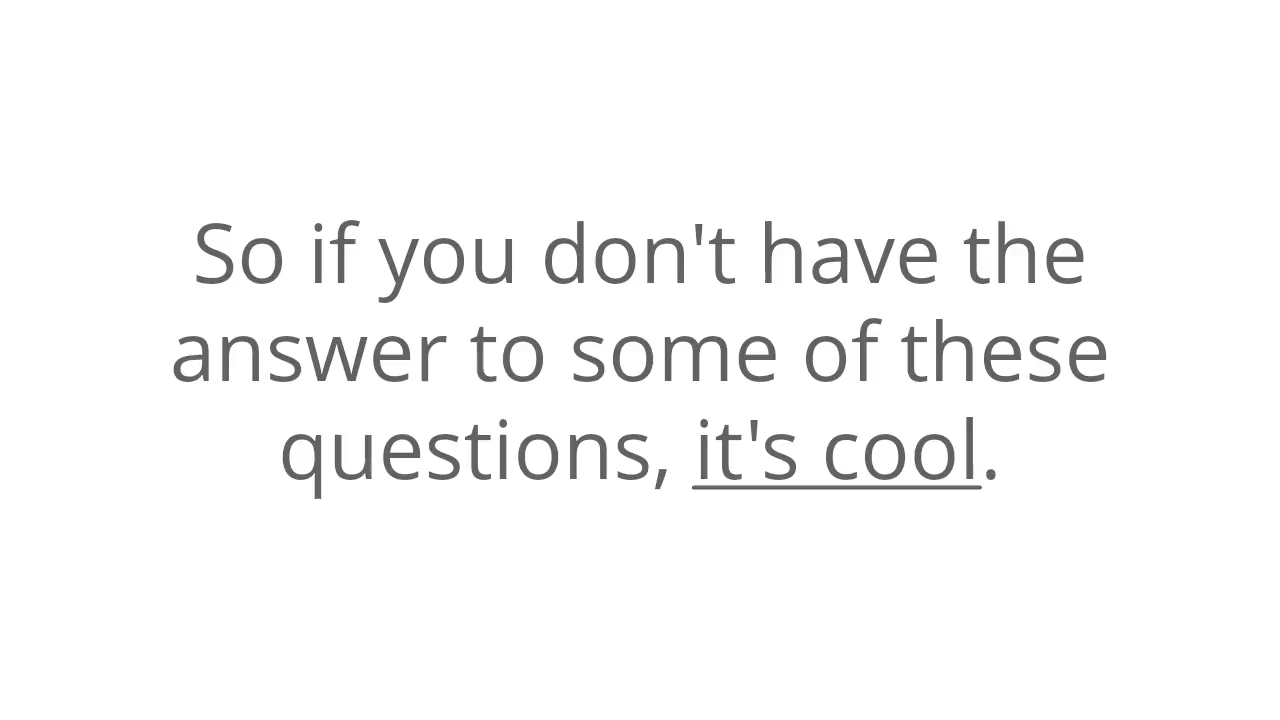 So if you don't have the
answer to some of these
questions, it's cool.